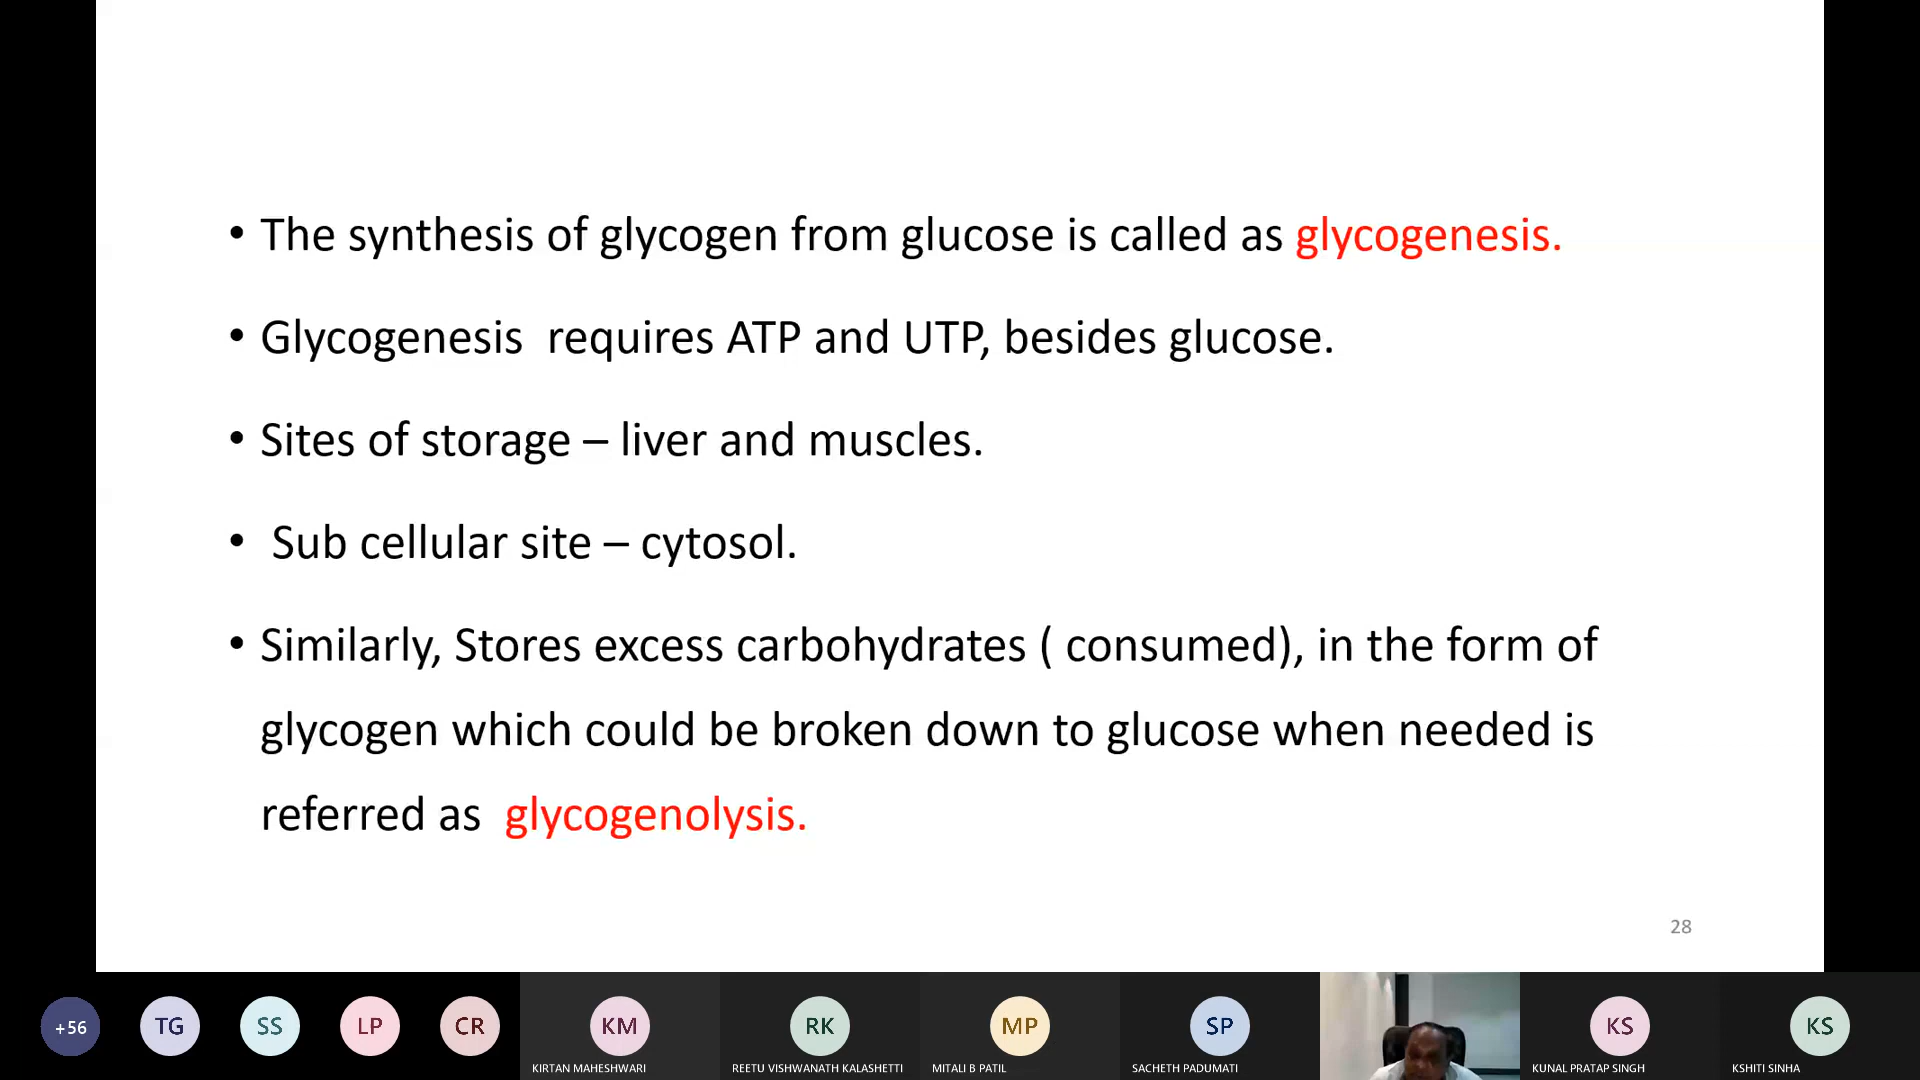 • The synthesis of glycogen from glucose is called as glycogenesis.
• Glycogenesis  requires ATP and UTP, besides glucose.
• Sites of storage – liver and muscles.
•  Sub cellular site – cytosol.
• Similarly, Stores excess carbohydrates ( consumed), in the form of
glycogen which could be broken down to glucose when needed is
referred as  glycogenolysis.
28
+56 TG SS LP CR KM RK MP SP KS KS
KIRTAN MAHESHWARI REETU VISHWANATH KALASHETTI MITALI B PATIL SACHETH PADUMATI KUNAL PRATAP SINGH KSHITI SINHA